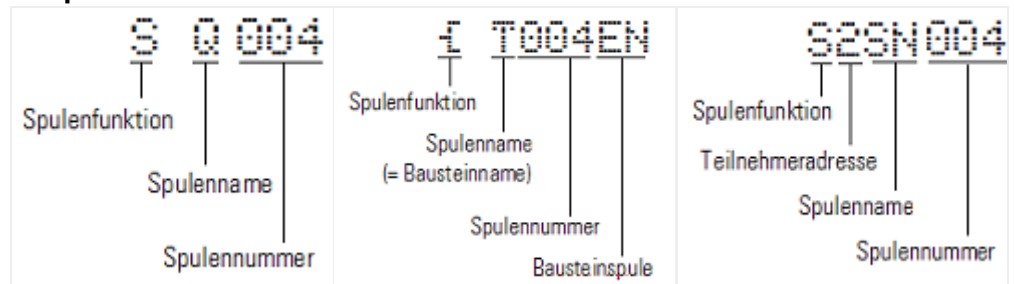 S Q 004
Spulenfunktion
Spulenname
Spulennummer
T004EN
Spulenfunktion
Spulenname
(= Bausteinname)
Spulennummer
Bausteinspule
S2SN004
Spulenfunktion
Teilnehmeradresse
Spulenname
Spulennummer